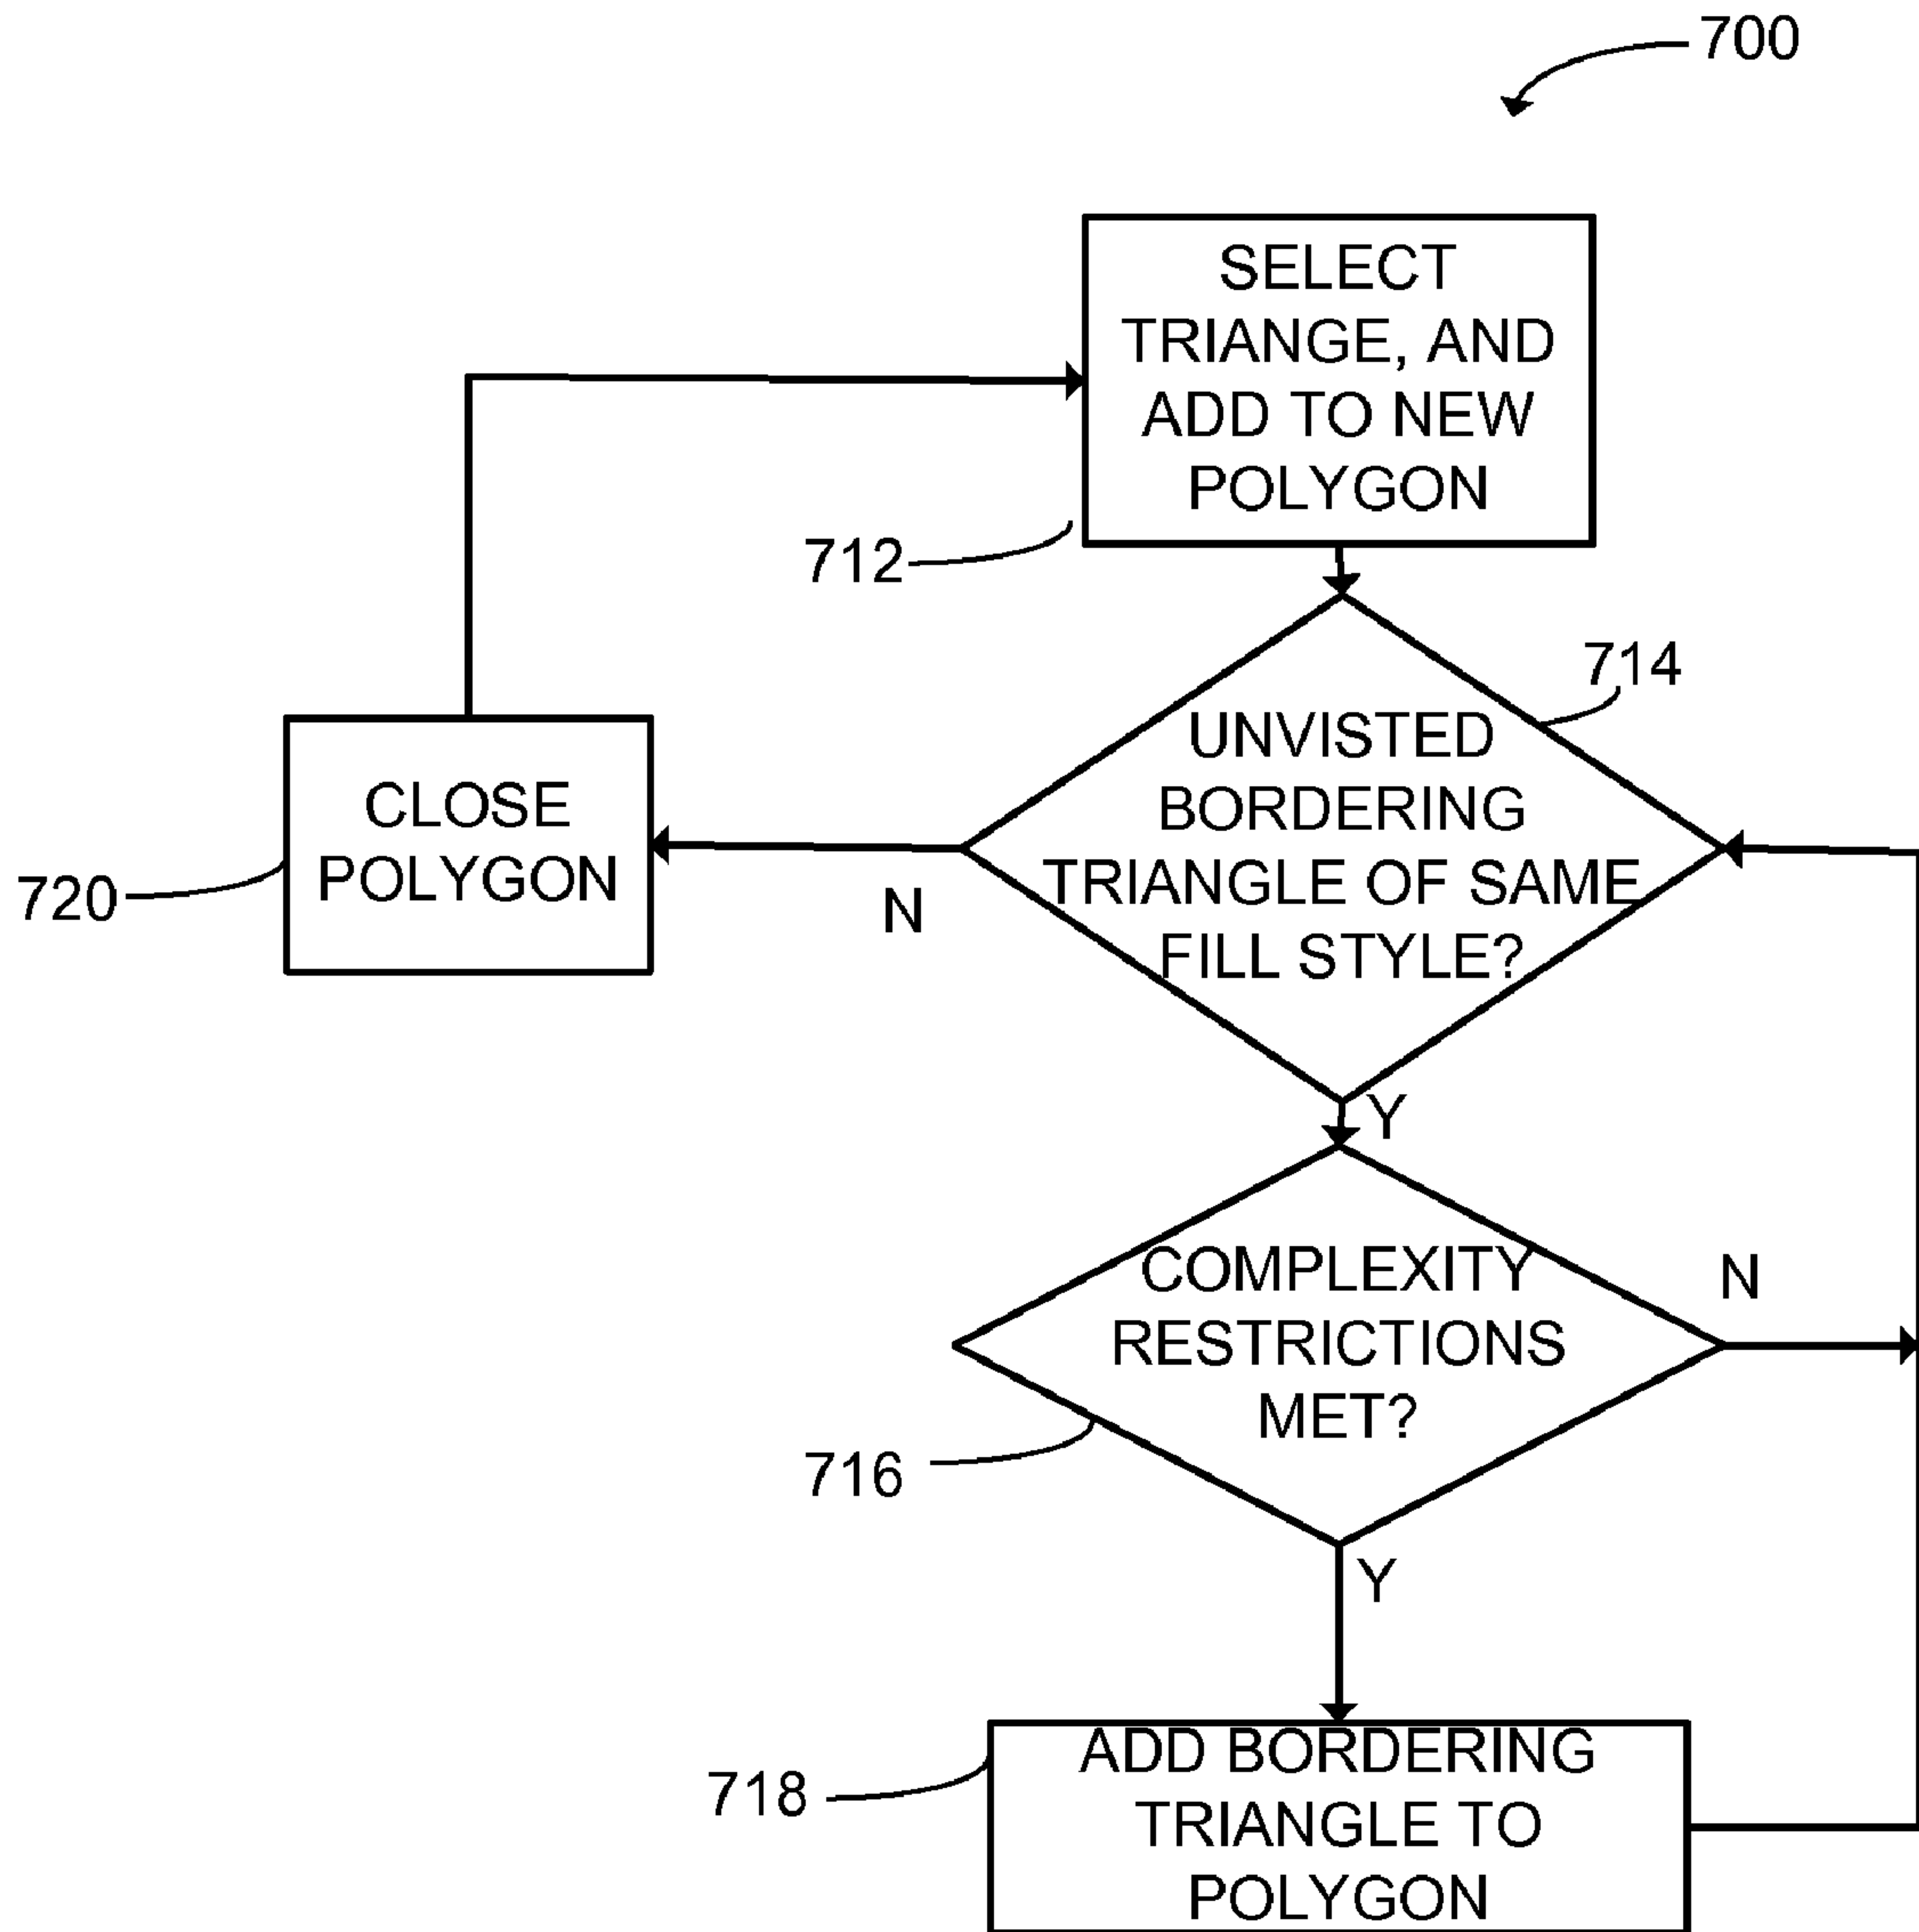 700
SELECT
TRIANGE, AND
ADD TO NEW
POLYGON
712
714
UNVISTED
BORDERING
TRIANGLE OF SAME
FILL STYLE?
CLOSE
POLYGON
720
N
Y
COMPLEXITY
RESTRICTIONS
MET?
N
716
Y
ADD BORDERING
TRIANGLE TO
POLYGON
718